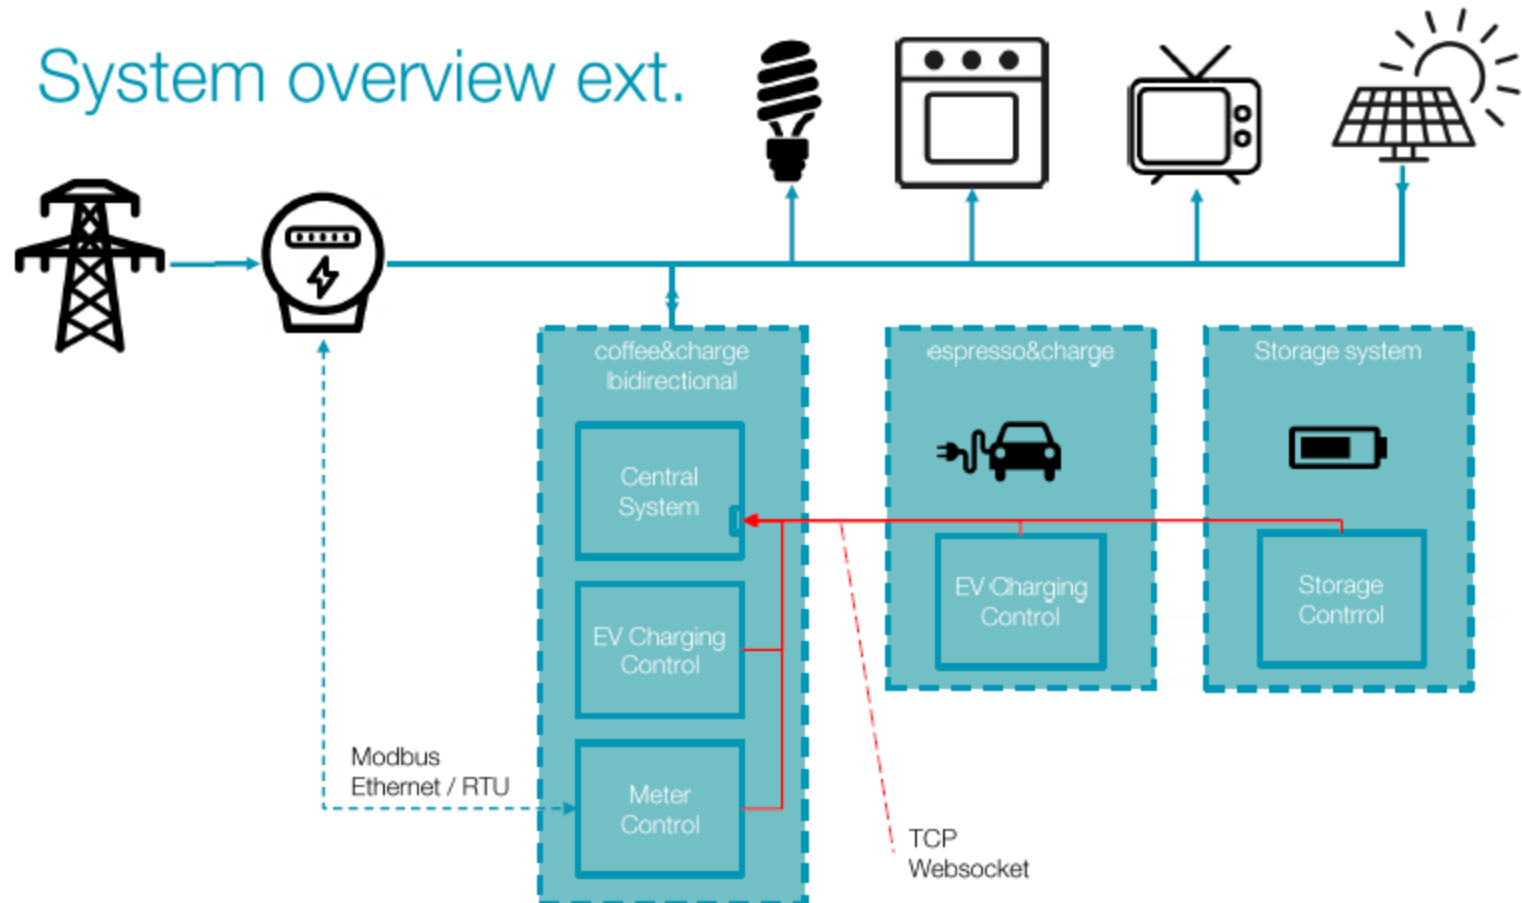 System overview ext.
coffee&charge
bidirectional
Central
System
EV Charging
Control
Meter
Control
espresso&charge
EV Charging
Control
Storage system
Storage
Contrrol
Modbus
Ethernet / RTU
TCP
Websocket